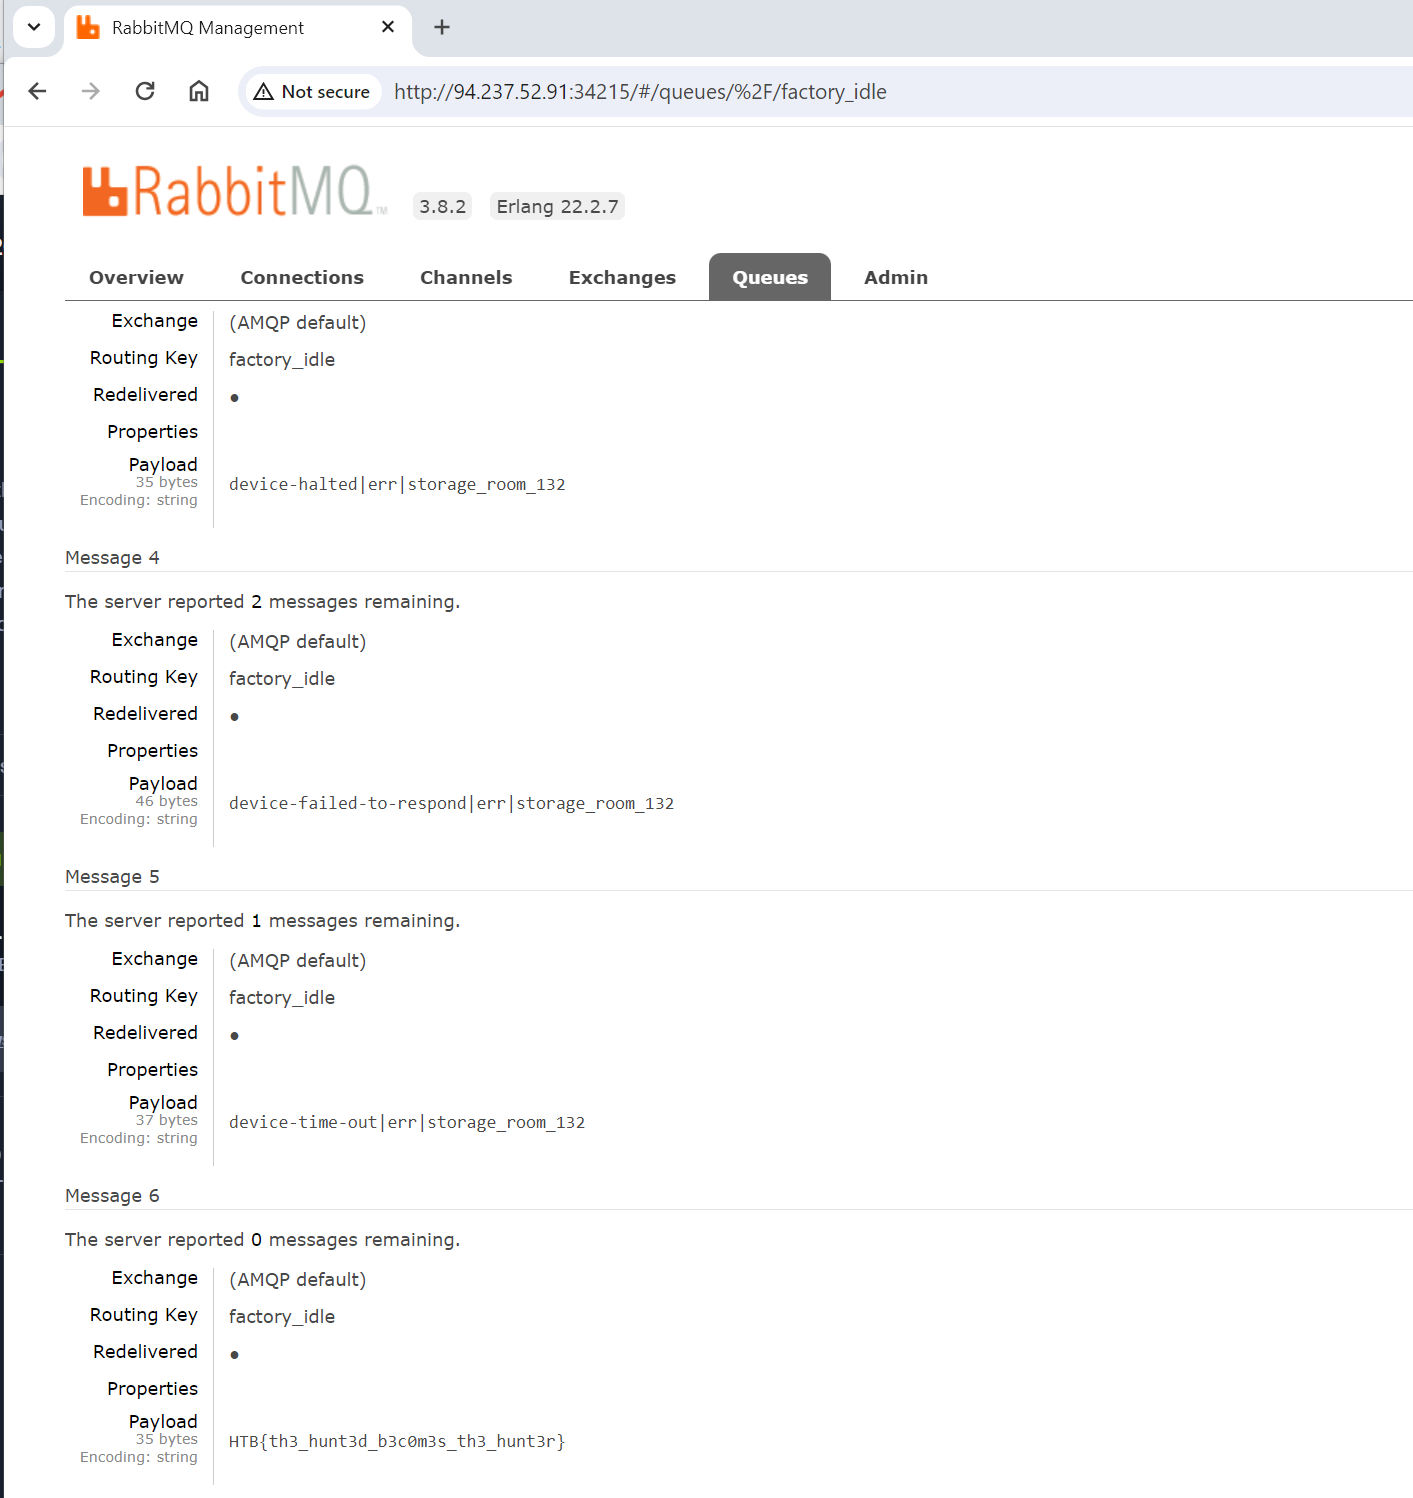 RabbitMQ Management
Not secure
http://94.237.52.91:34215/#/queues/%2F/factory_idle
RabbitMQ TM 3.8.2 Erlang 22.2.7
Overview Connections Channels Exchanges Queues Admin
Exchange (AMQP default)
Routing Key factory_idle
Redelivered ●
Properties
Payload
35 bytes
Encoding: string
device-halted|err|storage_room_132
Message 4
The server reported 2 messages remaining.
Exchange (AMQP default)
Routing Key factory_idle
Redelivered ●
Properties
Payload
46 bytes
Encoding: string
device-failed-to-respond|err|storage_room_132
Message 5
The server reported 1 messages remaining.
Exchange (AMQP default)
Routing Key factory_idle
Redelivered ●
Properties
Payload
37 bytes
Encoding: string
device-time-out|err|storage_room_132
Message 6
The server reported 0 messages remaining.
Exchange (AMQP default)
Routing Key factory_idle
Redelivered ●
Properties
Payload
35 bytes
Encoding: string
HTB{th3_hunt3d_b3c0m3s_th3_hunt3r}